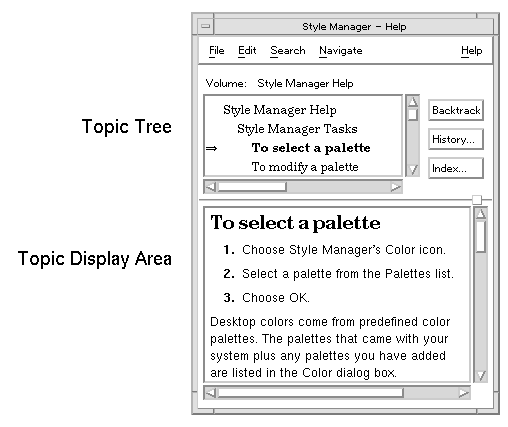 Style Manager – Help
File Edit Search Navigate Help
Volume: Style Manager Help
Topic Tree
Style Manager Help
Style Manager Tasks
⇒ To select a palette
To modify a palette
Backtrack
History...
Index...
Topic Display Area
To select a palette
1. Choose Style Manager's Color icon.
2. Select a palette from the Palettes list.
3. Choose OK.
Desktop colors come from predefined color
palettes. The palettes that came with your
system plus any palettes you have added
are listed in the Color dialog box.